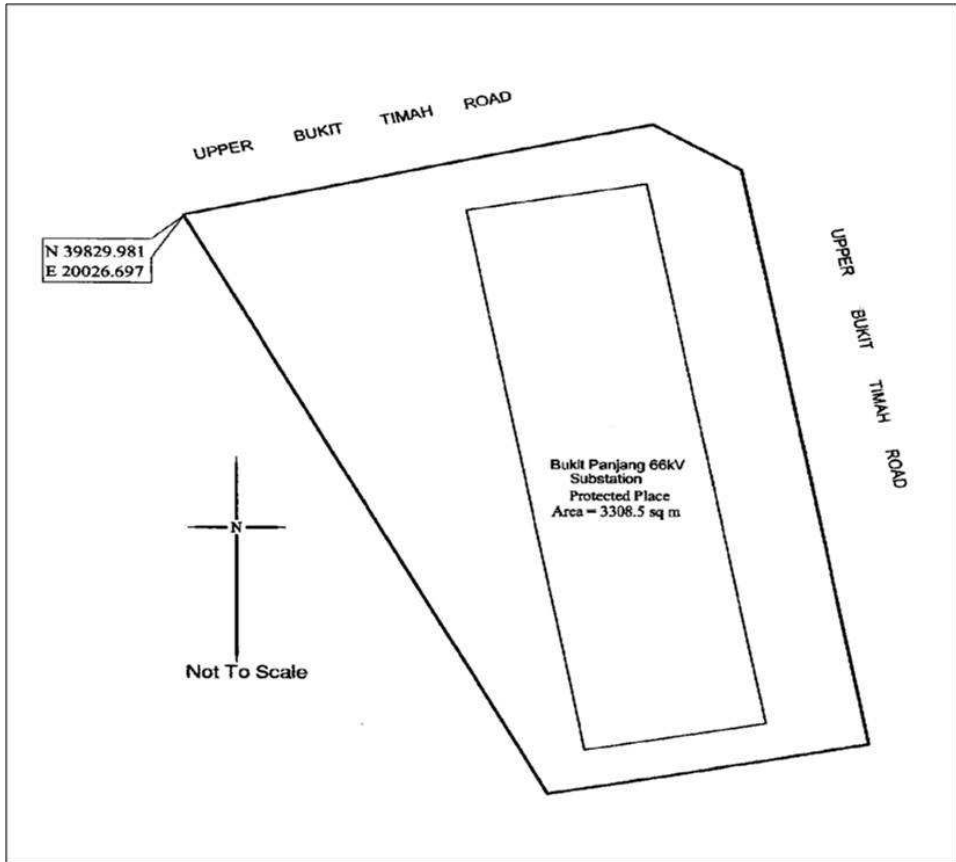 UPPER BUKIT TIMAH ROAD
N 39829.981
E 20026.697
UPPER BUKIT TIMAH ROAD
Bukit Panjang 66kV
Substation
Protected Place
Area = 3308.5 sq m
N
Not To Scale